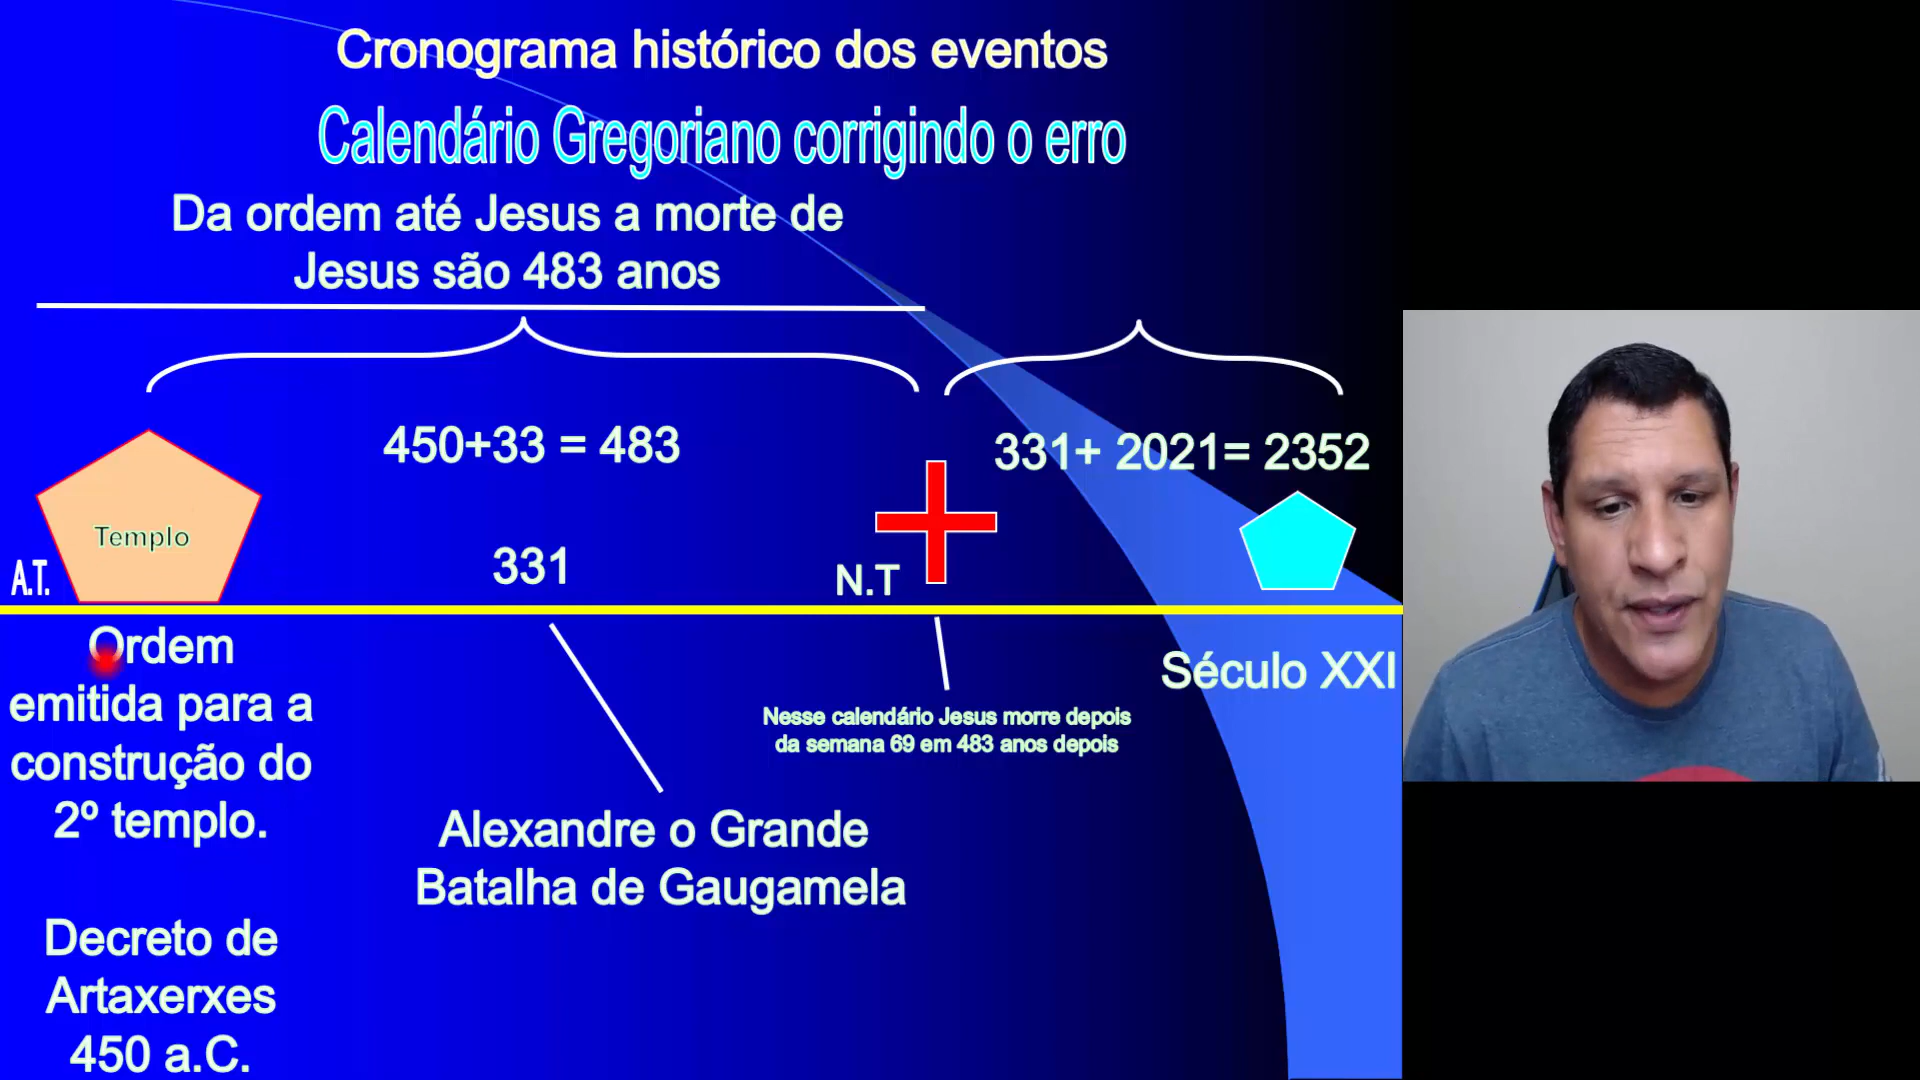 Cronograma histórico dos eventos
Calendário Gregoriano corrigindo o erro
Da ordem até Jesus a morte de
Jesus são 483 anos
450+33 = 483
331+ 2021= 2352
Templo
331
A.T.
N.T
Ordem
emitida para a
construção do
2º templo.
Século XXI
Nesse calendário Jesus morre depois
da semana 69 em 483 anos depois
Alexandre o Grande
Batalha de Gaugamela
Decreto de
Artaxerxes
450 a.C.